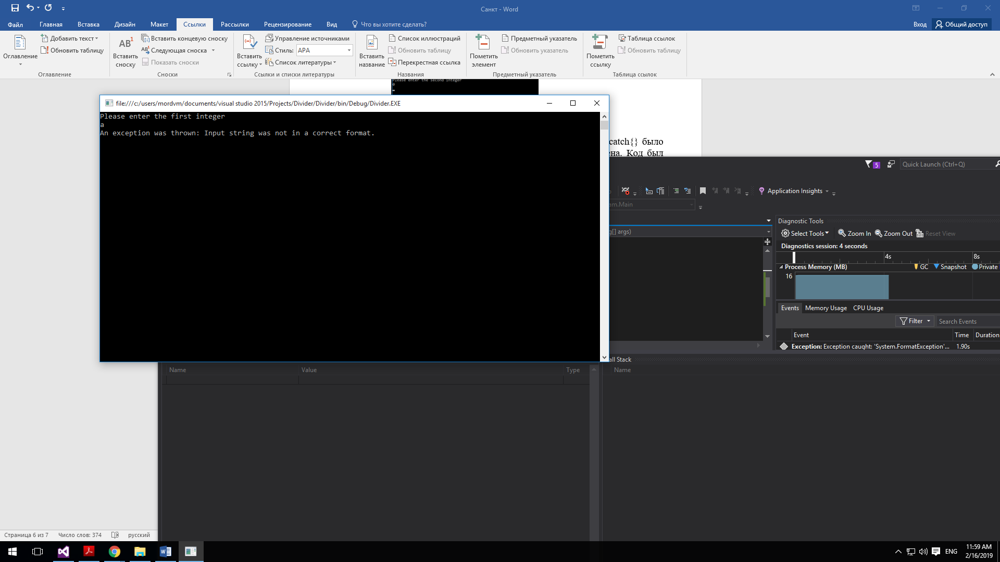 Санкт - Word
Файл Главная Вставка Дизайн Макет Ссылки Рассылки Рецензирование Вид Что вы хотите сделать? Вход Общий доступ
Оглавление
Добавить текст
Обновить таблицу
Оглавление
AB1
Вставить сноску
Вставить концевую сноску
Следующая сноска
Показать сноски
Сноски
Вставить ссылку
Управление источниками
Стиль: APA
Список литературы
Ссылки и списки литературы
Вставить название
Список иллюстраций
Обновить таблицу
Перекрестная ссылка
Названия
Пометить элемент
Предметный указатель
Обновить указатель
Предметный указатель
Пометить ссылку
Таблица ссылок
Обновить таблицу
Таблица ссылок
Please enter the second integer
0
file:///c:/users/mordvm/documents/visual studio 2015/Projects/Divider/Divider/bin/Debug/Divider.EXE
Please enter the first integer
a
An exception was thrown: Input string was not in a correct format.
catch{} было
Код был
5
Quick Launch (Ctrl+Q)
Application Insights
am.Main
g[] args)
Diagnostic Tools
Select Tools Zoom In Zoom Out Reset View
Diagnostics session: 4 seconds
4s 8s
Process Memory (MB) GC Snapshot Private
16
Events Memory Usage CPU Usage
Filter Search Events
Event Time Duration
Exception: Exception caught: 'System.FormatException'... 1.90s
all Stack
Name Value Type
Name
Страница 6 из 7 Число слов: 374 русский
ENG
11:59 AM
2/16/2019